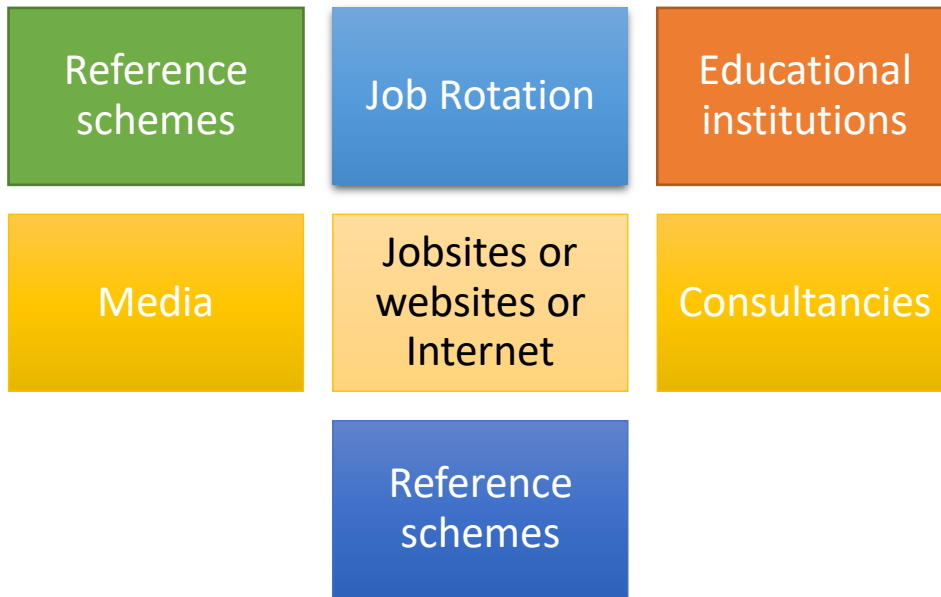 Reference
schemes
Job Rotation
Educational
institutions
Media
Jobsites or
websites or
Internet
Consultancies
Reference
schemes